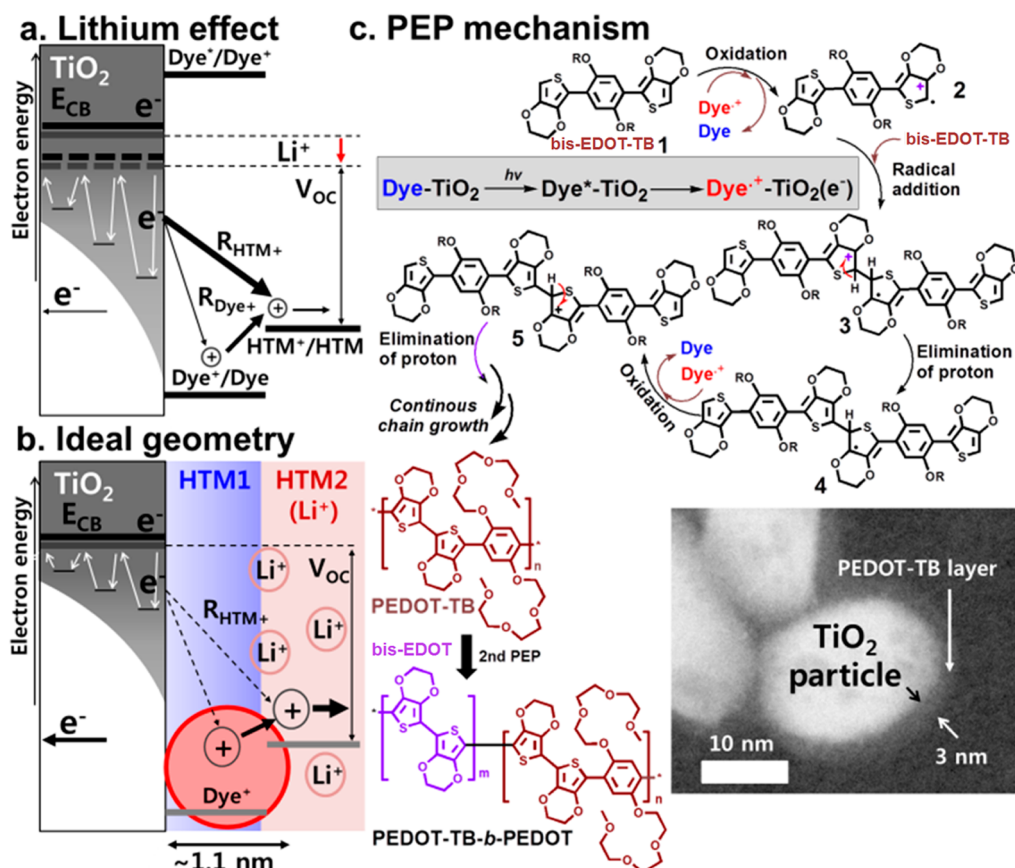 a. Lithium effect
Electron energy
TiO2
ECB
e-
Dye*/Dye+
Li+
VOC
e-
RHTM+
RDye+
+
+
HTM+/HTM
Dye+/Dye
e-
b. Ideal geometry
Electron energy
TiO2
ECB
e-
HTM1
HTM2
(Li+)
Li+
VOC
e-
RHTM+
Li+
Li+
+
+
e-
Li+
Dye+
~1.1 nm
c. PEP mechanism
Oxidation
Dye·+
Dye
bis-EDOT-TB
1
2
bis-EDOT-TB
Radical
addition
Dye-TiO2 hν Dye*-TiO2 Dye·+-TiO2(e-)
3
Elimination
of proton
4
Dye
Dye·+
Oxidation
5
Elimination
of proton
Continous
chain growth
PEDOT-TB
bis-EDOT
2nd PEP
PEDOT-TB-b-PEDOT
PEDOT-TB layer
TiO2
particle
10 nm
3 nm